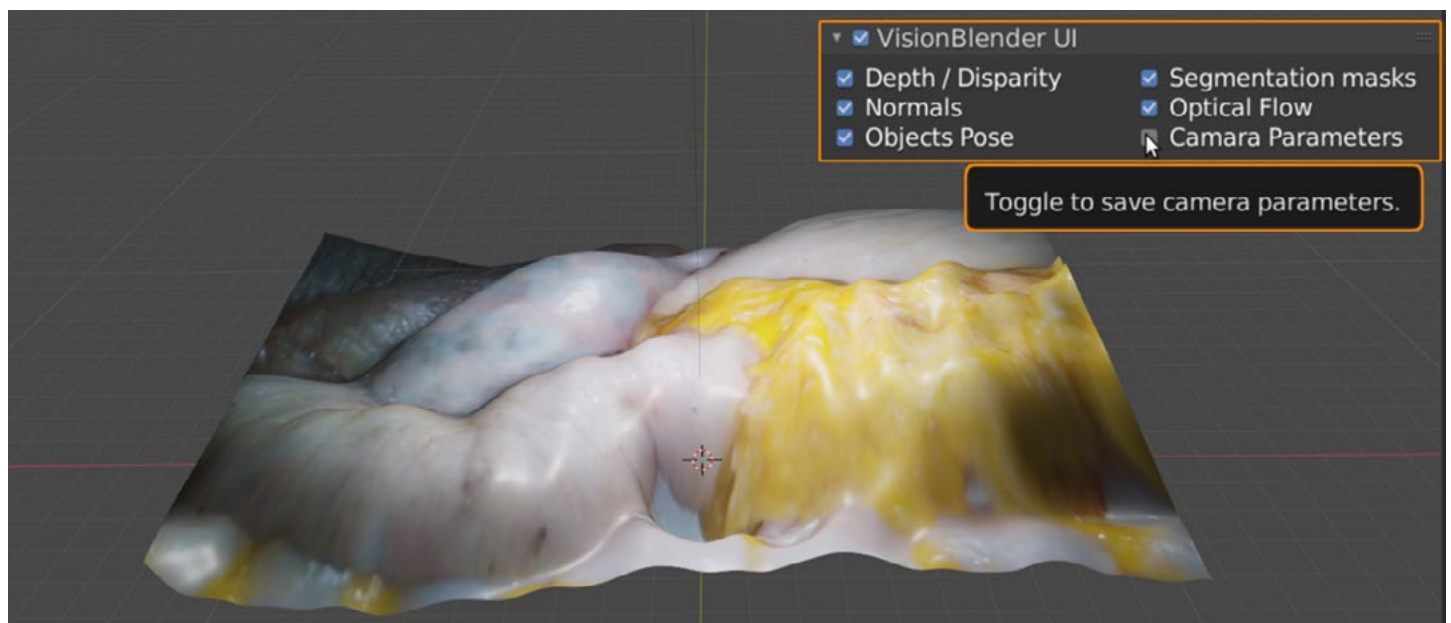 VisionBlender UI
Depth / Disparity
Segmentation masks
Normals
Optical Flow
Objects Pose
Camara Parameters
Toggle to save camera parameters.